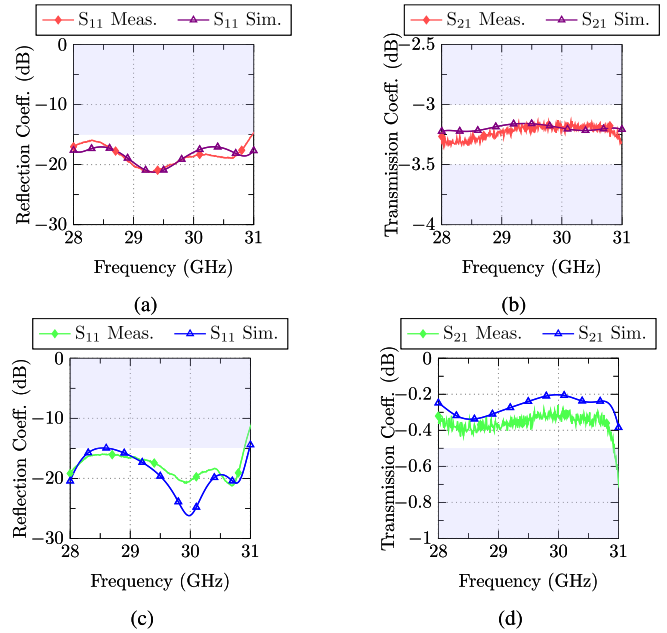 S11 Meas. S11 Sim.
0
−10
−20
−30
Reflection Coeff. (dB)
28 29 30 31
Frequency (GHz)
(a)
S21 Meas. S21 Sim.
−2.5
−3
−3.5
−4
Transmission Coeff. (dB)
28 29 30 31
Frequency (GHz)
(b)
S11 Meas. S11 Sim.
0
−10
−20
−30
Reflection Coeff. (dB)
28 29 30 31
Frequency (GHz)
(c)
S21 Meas. S21 Sim.
0
−0.2
−0.4
−0.6
−0.8
−1
Transmission Coeff. (dB)
28 29 30 31
Frequency (GHz)
(d)